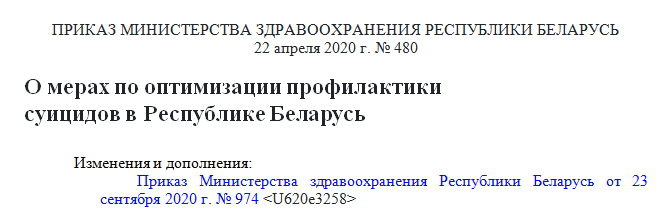 ПРИКАЗ МИНИСТЕРСТВА ЗДРАВООХРАНЕНИЯ РЕСПУБЛИКИ БЕЛАРУСЬ
22 апреля 2020 г. № 480
О мерах по оптимизации профилактики
суицидов в Республике Беларусь
Изменения и дополнения:
Приказ Министерства здравоохранения Республики Беларусь от 23
сентября 2020 г. № 974 <U620e3258>